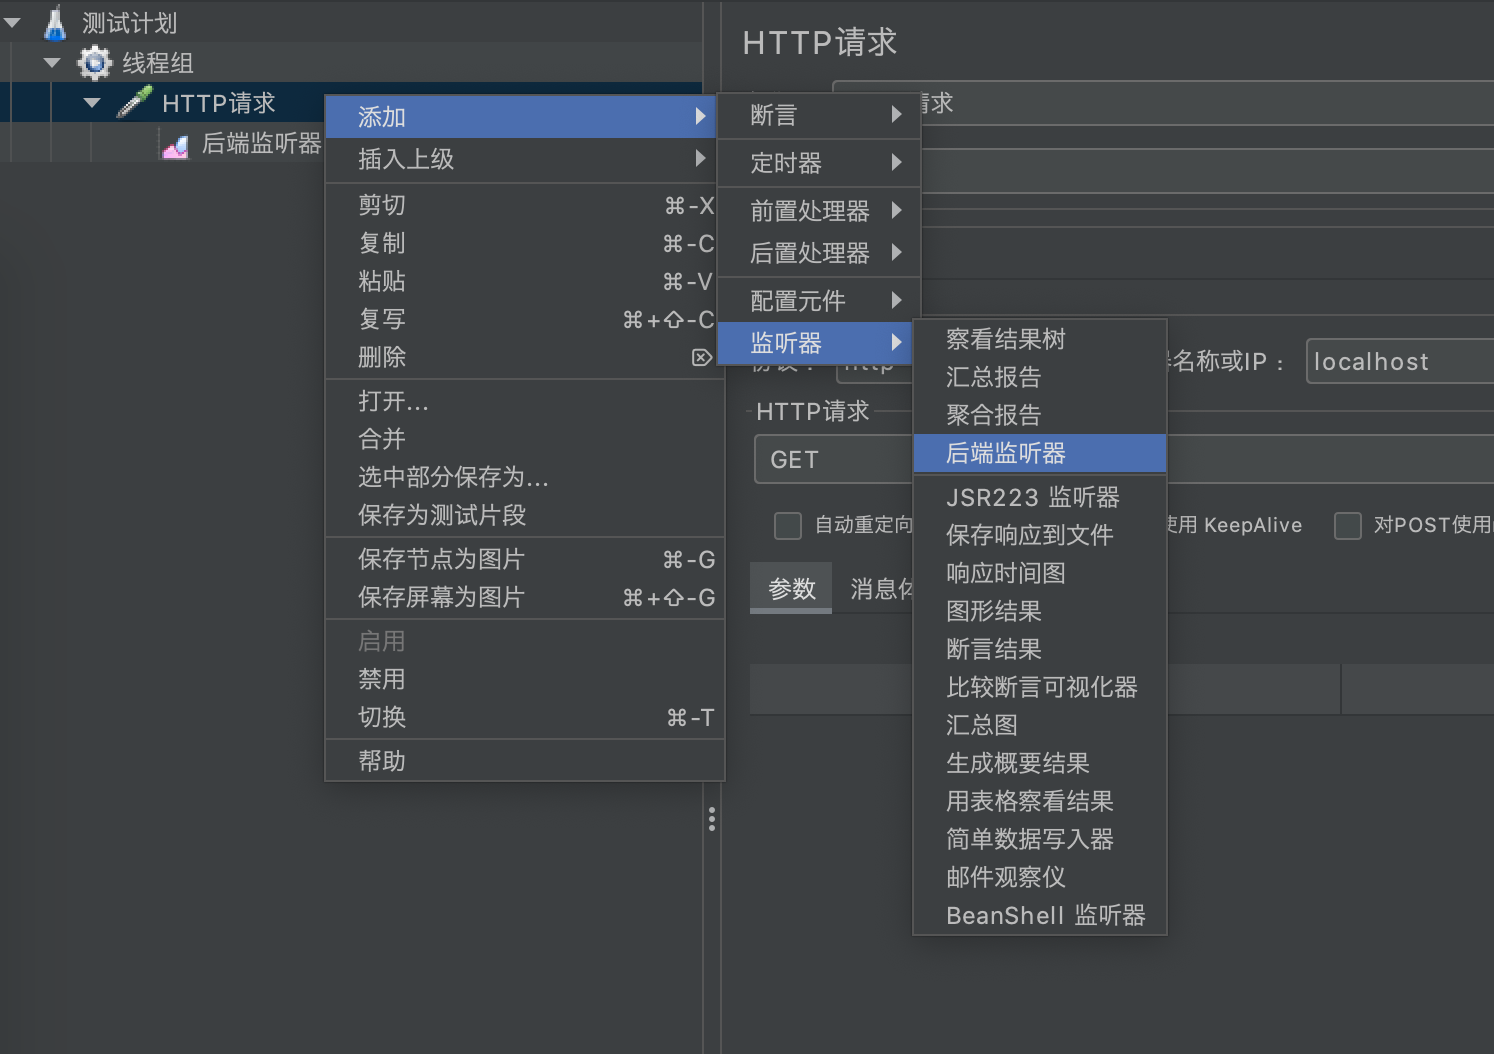 测试计划
线程组
HTTP请求
后端监听器
添加
插入上级
剪切 ⌘-X
复制 ⌘-C
粘贴 ⌘-V
复写 ⌘+⇧-C
删除 ⌦
打开...
合并
选中部分保存为...
保存为测试片段
保存节点为图片 ⌘-G
保存屏幕为图片 ⌘+⇧-G
启用
禁用
切换 ⌘-T
帮助
断言
定时器
前置处理器
后置处理器
配置元件
监听器
察看结果树
汇总报告
聚合报告
后端监听器
JSR223 监听器
保存响应到文件
响应时间图
图形结果
断言结果
比较断言可视化器
汇总图
生成概要结果
用表格察看结果
简单数据写入器
邮件观察仪
BeanShell 监听器
HTTP请求
请求
协议: http
名称或IP: localhost
HTTP请求
GET
自动重定向
使用 KeepAlive
对POST使用
参数
消息体